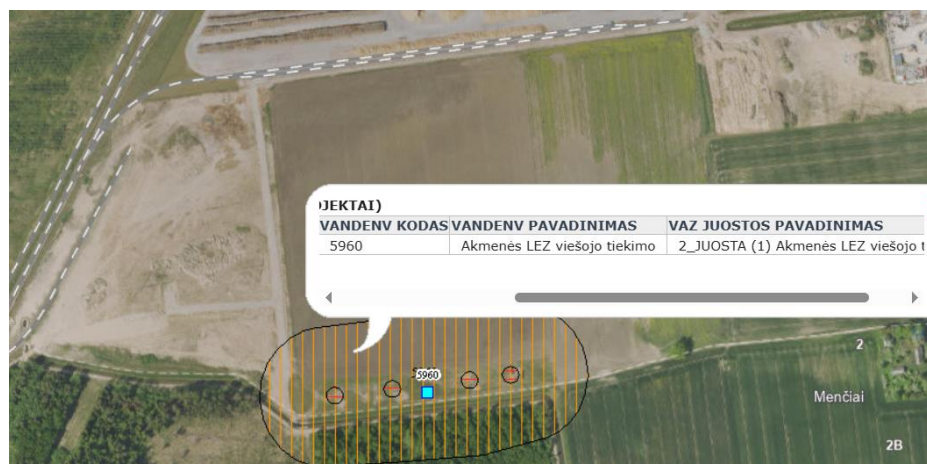 OJEKTAI)
VANDENV KODAS VANDENV PAVADINIMAS VAZ JUOSTOS PAVADINIMAS
5960 Akmenės LEZ viešojo tiekimo 2_JUOSTA (1) Akmenės LEZ viešojo t
5960
2
Menčiai
2B